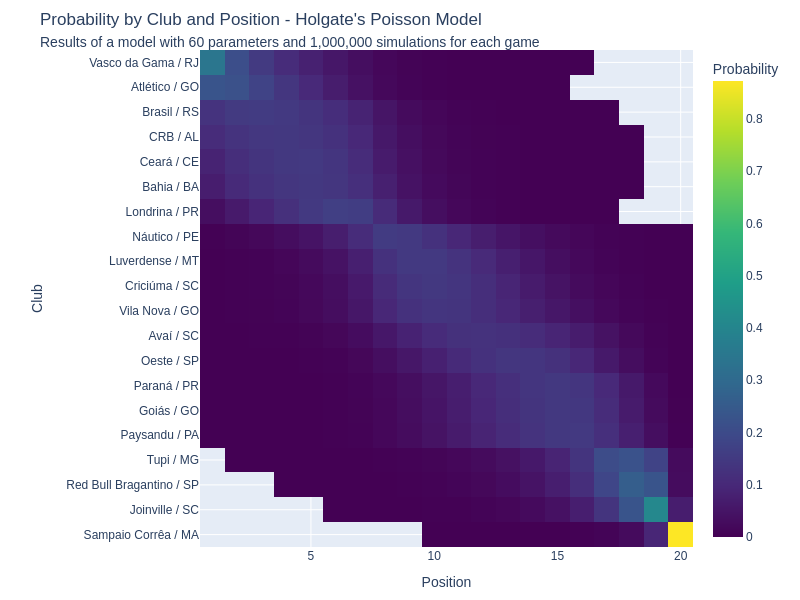 Probability by Club and Position - Holgate's Poisson Model
Results of a model with 60 parameters and 1,000,000 simulations for each game
Probability
Club
Vasco da Gama / RJ
Atlético / GO
Brasil / RS
CRB / AL
Ceará / CE
Bahia / BA
Londrina / PR
Náutico / PE
Luverdense / MT
Criciúma / SC
Vila Nova / GO
Avaí / SC
Oeste / SP
Paraná / PR
Goiás / GO
Paysandu / PA
Tupi / MG
Red Bull Bragantino / SP
Joinville / SC
Sampaio Corrêa / MA
0.8
0.7
0.6
0.5
0.4
0.3
0.2
0.1
0
5 10 15 20
Position